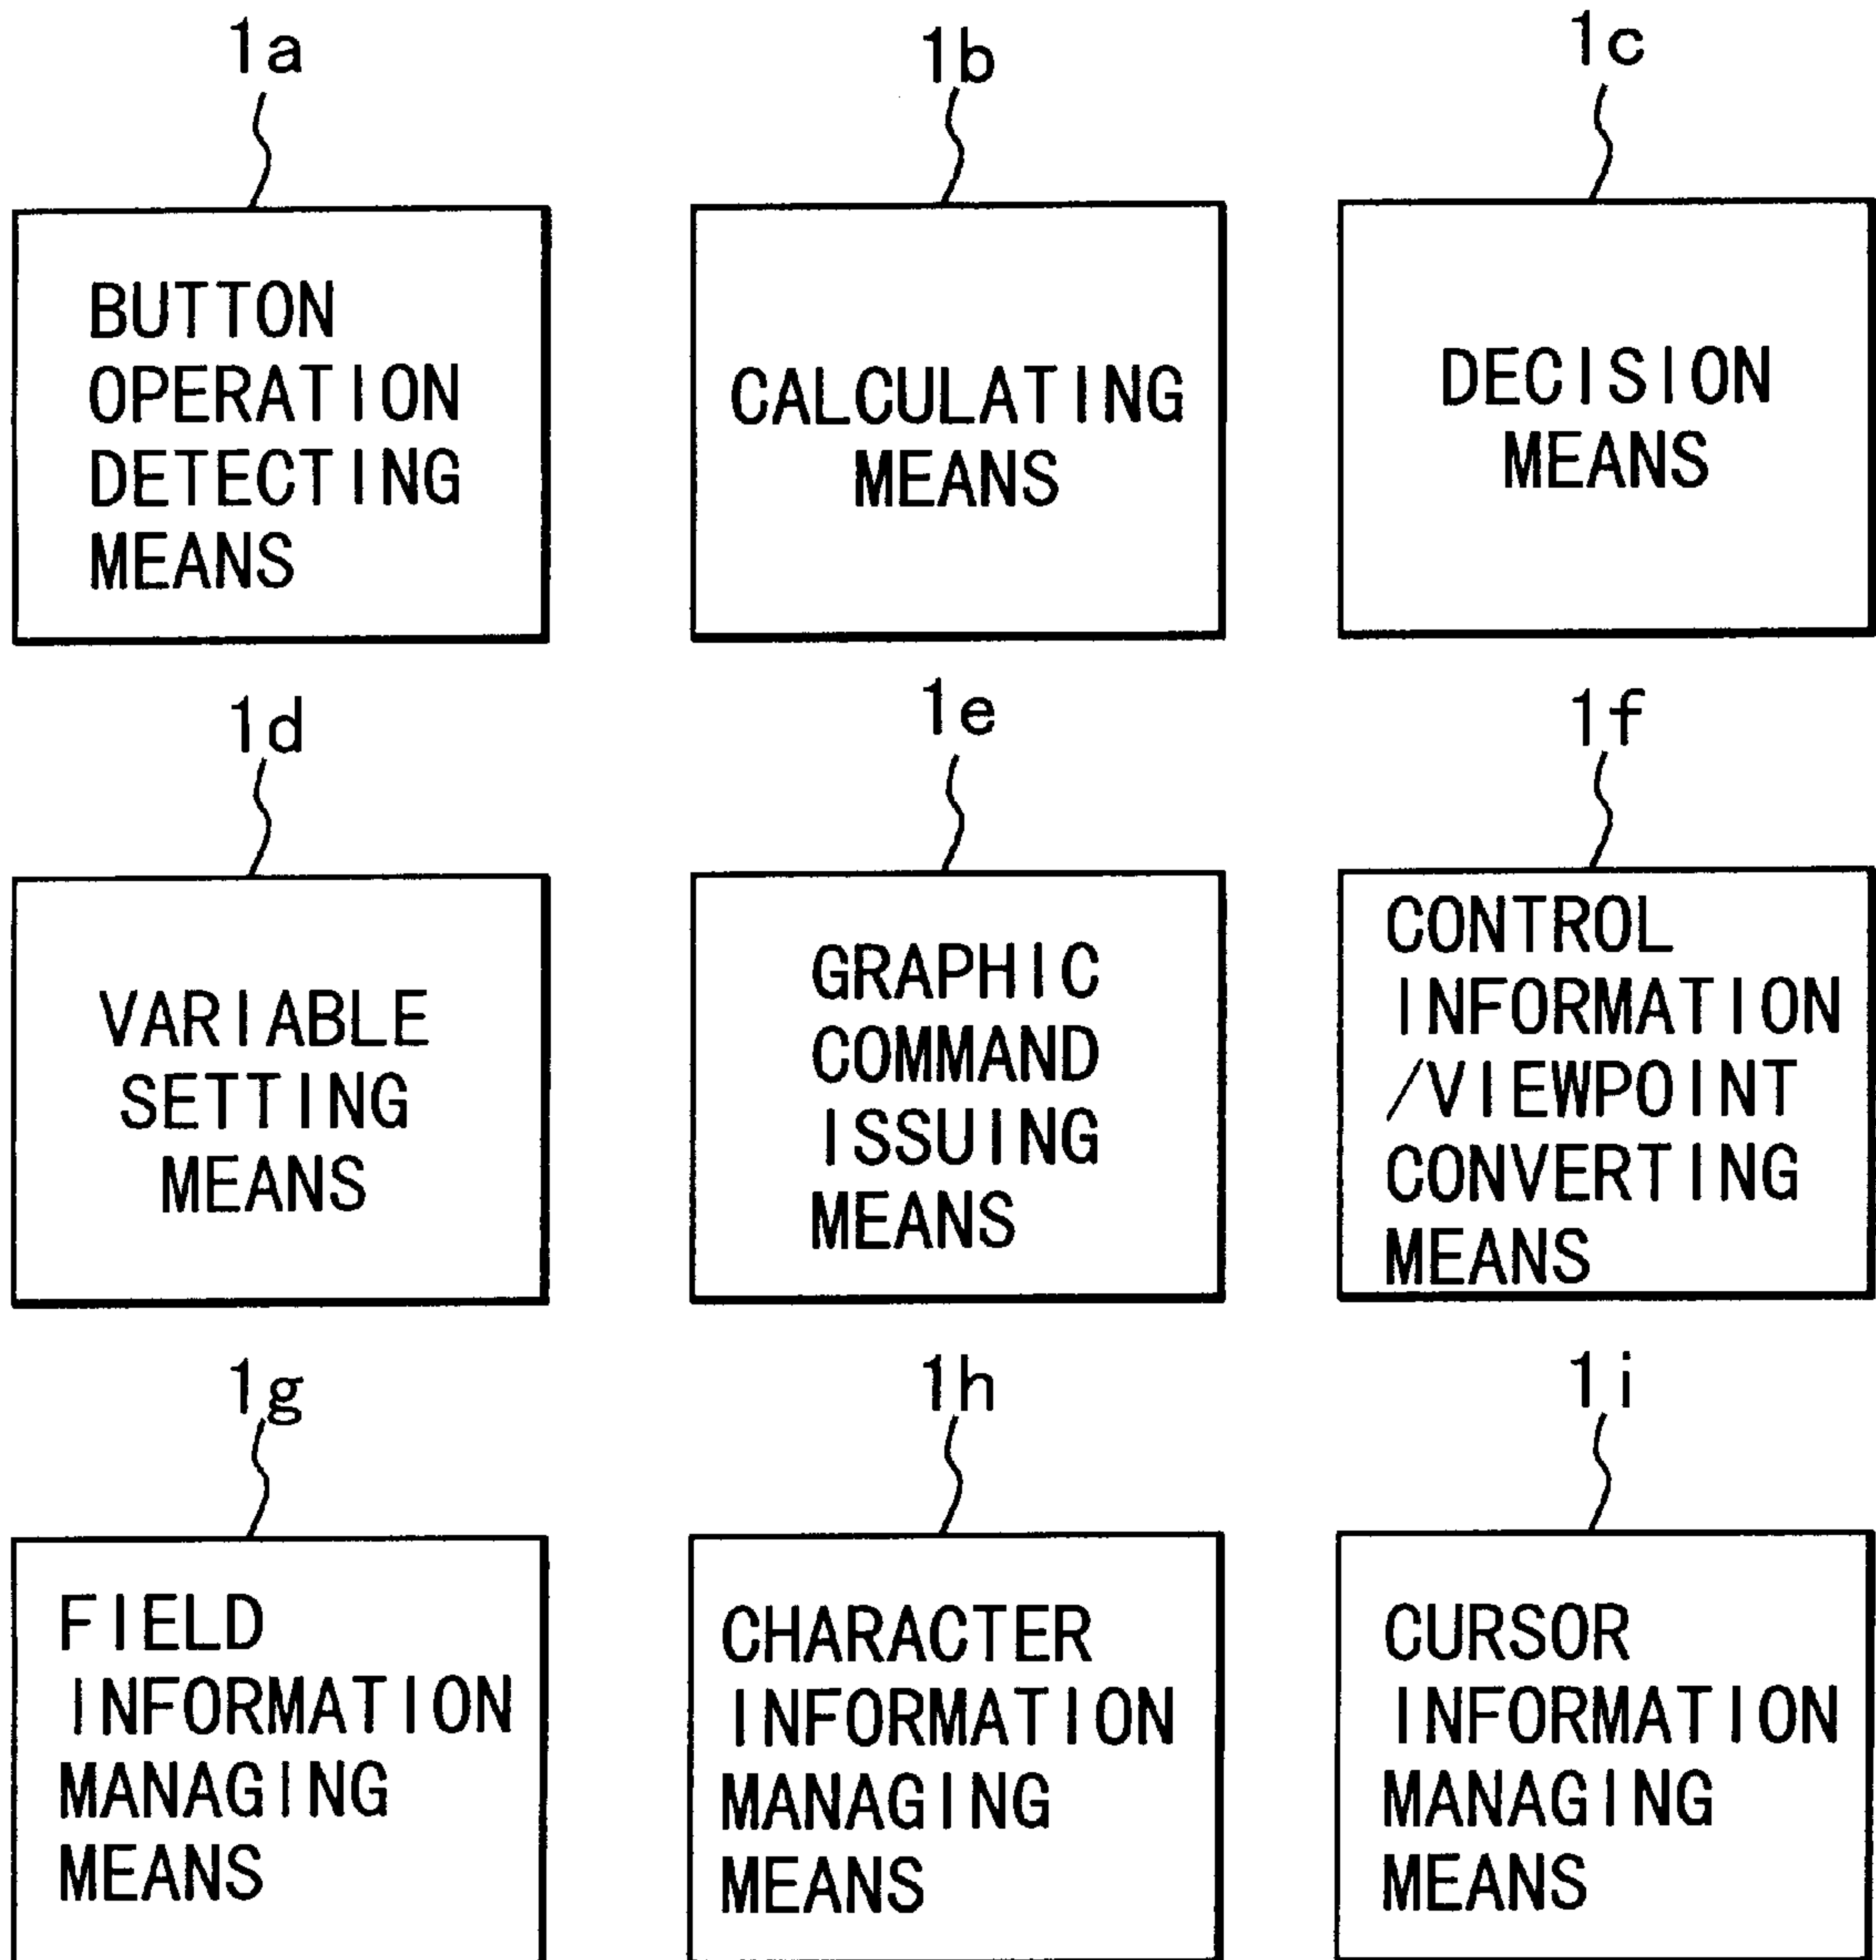 1a
BUTTON
OPERATION
DETECTING
MEANS
1b
CALCULATING
MEANS
1c
DECISION
MEANS
1d
VARIABLE
SETTING
MEANS
1e
GRAPHIC
COMMAND
ISSUING
MEANS
1f
CONTROL
INFORMATION
/VIEWPOINT
CONVERTING
MEANS
1g
FIELD
INFORMATION
MANAGING
MEANS
1h
CHARACTER
INFORMATION
MANAGING
MEANS
1i
CURSOR
INFORMATION
MANAGING
MEANS